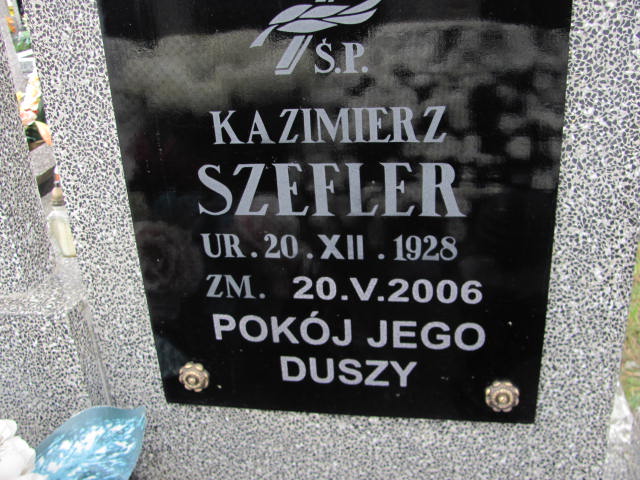 Ś.P.
KAZIMIERZ
SZEFLER
UR. 20. XII. 1928
ZM. 20.V.2006
POKÓJ JEGO
DUSZY